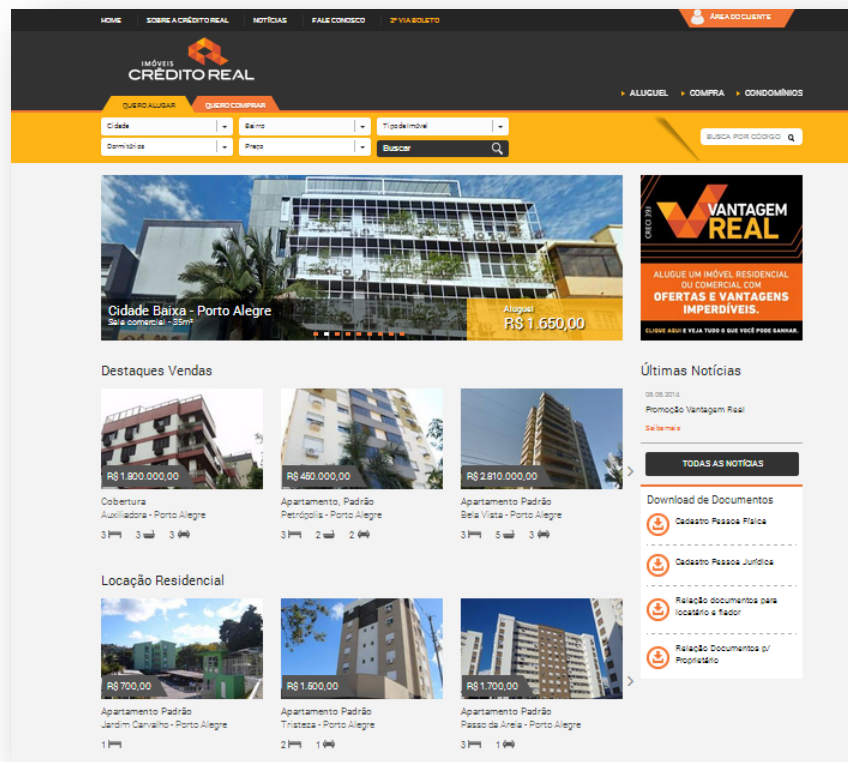 HOME
SOBRE A CRÉDITO REAL
NOTÍCIAS
FALE CONOSCO
2ª VIA BOLETO
ÁREA DO CLIENTE
IMÓVEIS
CRÉDITO REAL
ALUGUEL
COMPRA
CONDOMÍNIOS
QUERO ALUGAR
QUERO COMPRAR
Cidade
Bairro
Tipo de Imóvel
Dormitórios
Preço
Buscar
BUSCA POR CÓDIGO
Cidade Baixa - Porto Alegre
Sala comercial - 35m²
Aluguel
R$ 1.650,00
CRECI 393
VANTAGEM
REAL
ALUGUE UM IMÓVEL RESIDENCIAL
OU COMERCIAL COM
OFERTAS E VANTAGENS
IMPERDÍVEIS.
CLIQUE AQUI E VEJA TUDO O QUE VOCÊ PODE GANHAR.
Destaques Vendas
R$ 1.800.000,00
Cobertura
Auxiliadora - Porto Alegre
3 3 3
R$ 450.000,00
Apartamento, Padrão
Petrópolis - Porto Alegre
3 2 2
R$ 2.810.000,00
Apartamento Padrão
Bela Vista - Porto Alegre
3 5 3
Últimas Notícias
08.08.2014
Promoção Vantagem Real
Saiba mais
TODAS AS NOTÍCIAS
Download de Documentos
Cadastro Pessoa Física
Cadastro Pessoa Jurídica
Relação documentos para
locatário e fiador
Relação Documentos p/
Proprietário
Locação Residencial
R$ 700,00
Apartamento Padrão
Jardim Carvalho - Porto Alegre
1
R$ 1.500,00
Apartamento Padrão
Tristeza - Porto Alegre
2 1
R$ 1.700,00
Apartamento Padrão
Passo da Areia - Porto Alegre
3 1